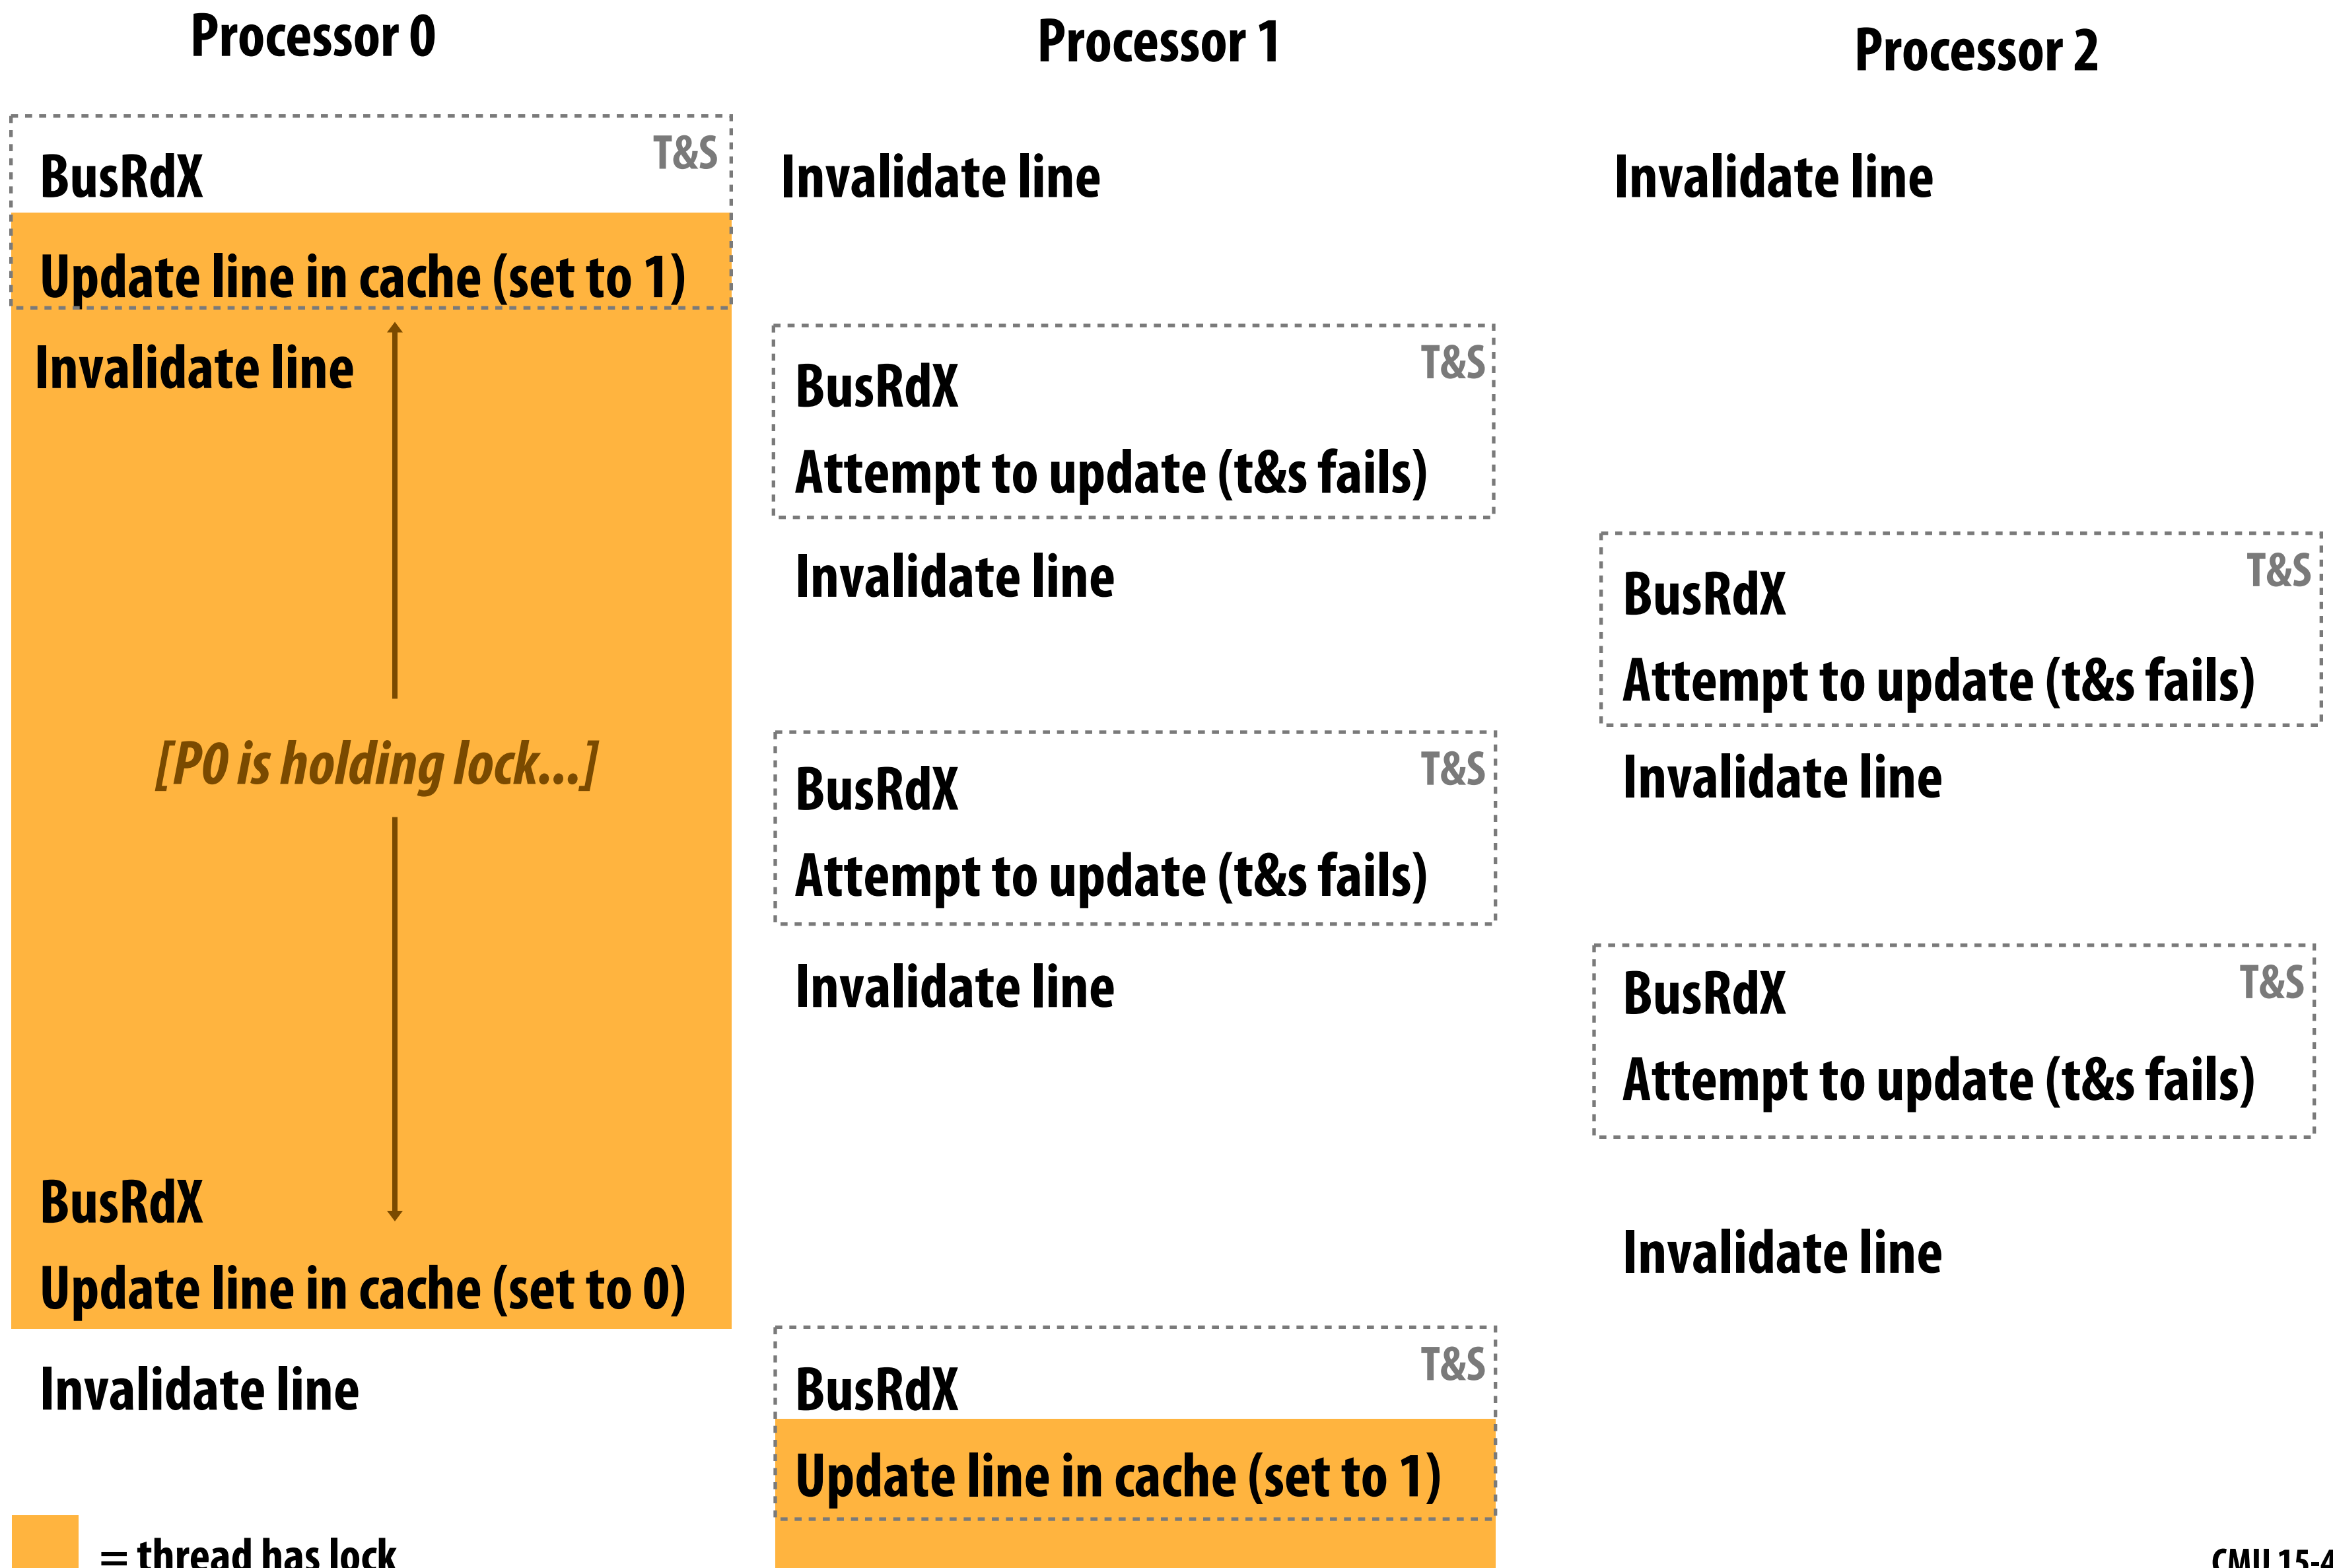 Processor 0
Processor 1
Processor 2
BusRdX
T&S
Update line in cache (set to 1)
Invalidate line
[P0 is holding lock...]
BusRdX
Update line in cache (set to 0)
Invalidate line
= thread has lock
Invalidate line
BusRdX
T&S
Attempt to update (t&s fails)
Invalidate line
BusRdX
T&S
Attempt to update (t&s fails)
Invalidate line
BusRdX
T&S
Update line in cache (set to 1)
Invalidate line
BusRdX
T&S
Attempt to update (t&s fails)
Invalidate line
BusRdX
T&S
Attempt to update (t&s fails)
Invalidate line
CMU 15-4